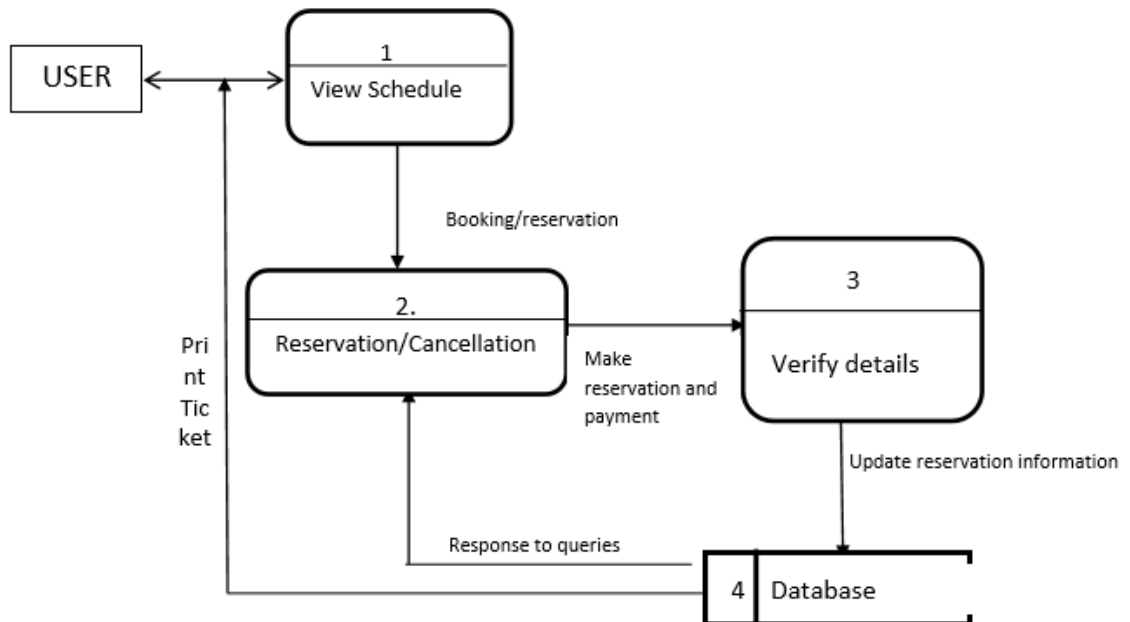 1
USER
View Schedule
Booking/reservation
3
2.
Reservation/Cancellation
Make
reservation and
payment
Verify details
Pri
nt
Tic
ket
Update reservation information
Response to queries
4
Database